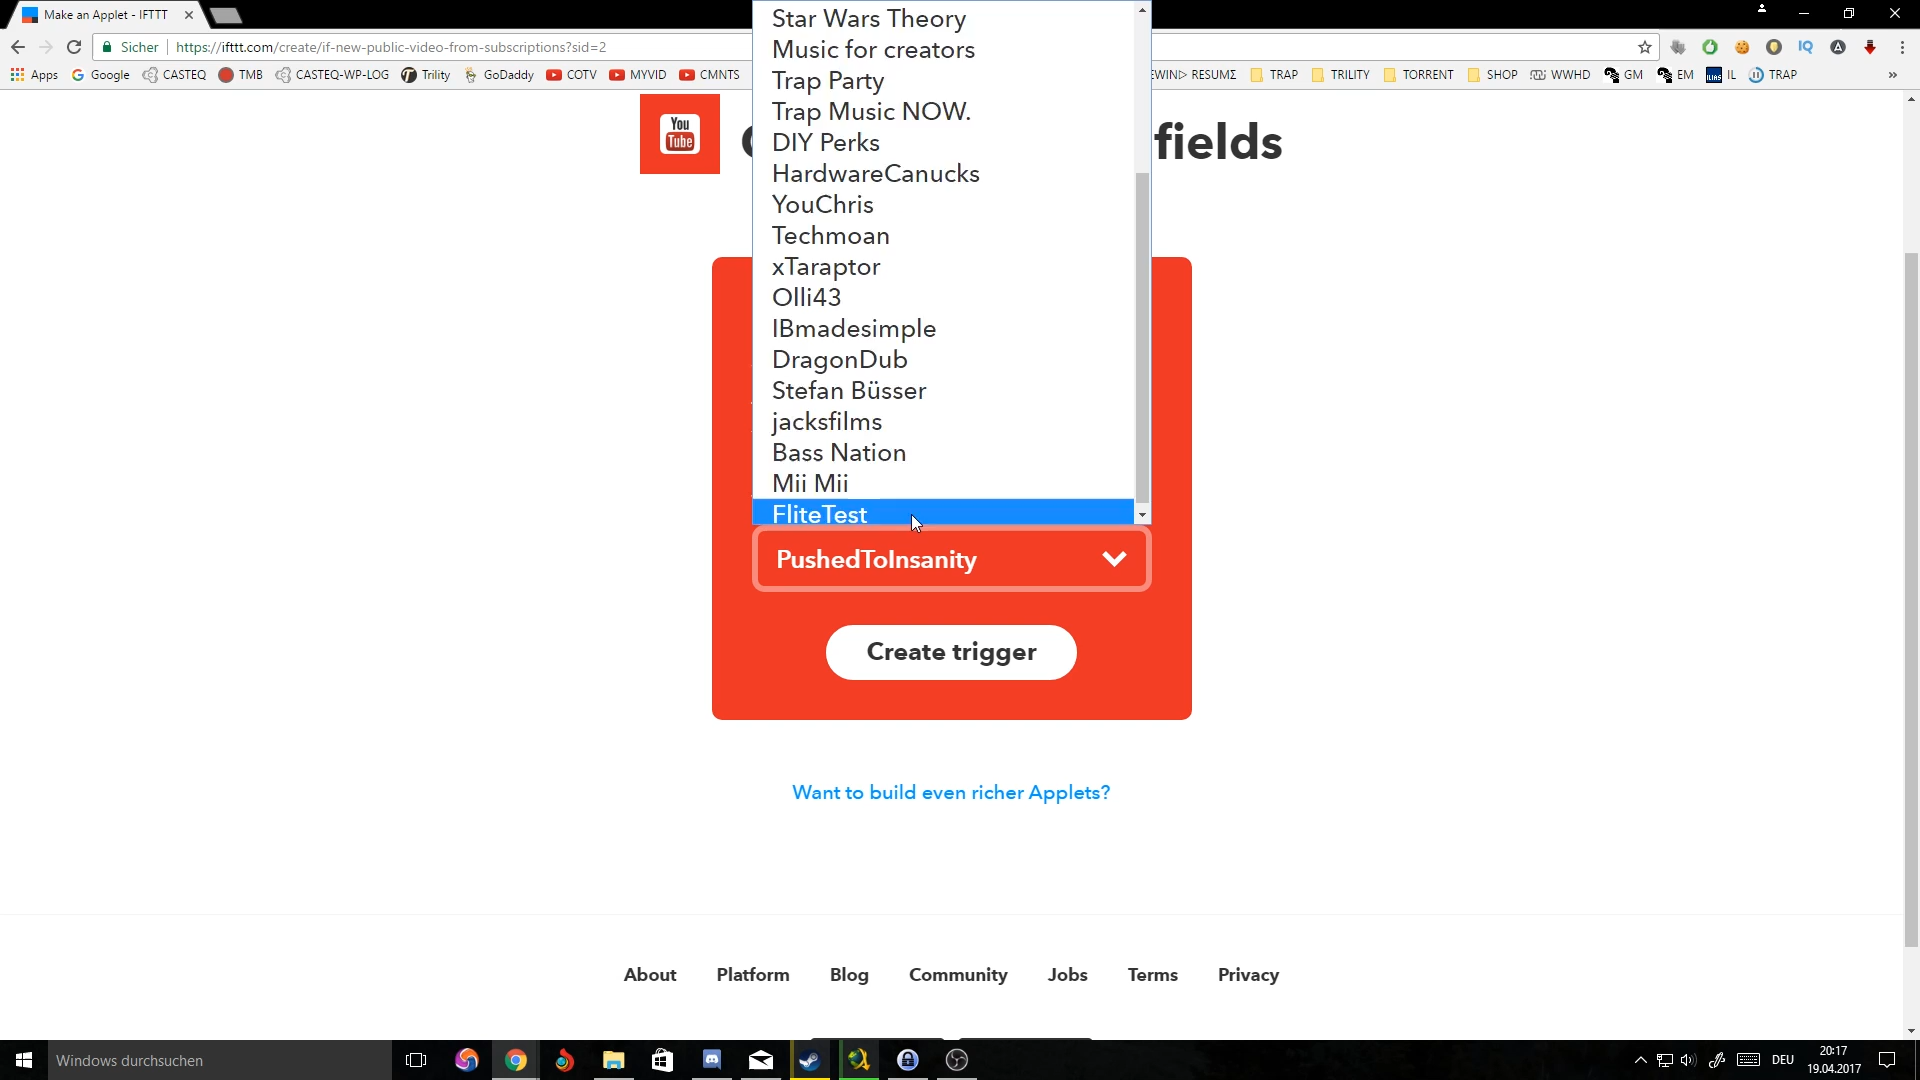 Make an Applet - IFTTT
Sicher https://ifttt.com/create/if-new-public-video-from-subscriptions?sid=2
Apps Google CASTEQ TMB CASTEQ-WP-LOG Trility GoDaddy COTV MYVID CMNTS RESUME TRAP TRILITY TORRENT SHOP WWHD GM EM IL TRAP
You
Tube
fields
Star Wars Theory
Music for creators
Trap Party
Trap Music NOW.
DIY Perks
HardwareCanucks
YouChris
Techmoan
xTaraptor
Olli43
IBmadesimple
DragonDub
Stefan Büsser
jacksfilms
Bass Nation
Mii Mii
FliteTest
PushedToInsanity
Create trigger
Want to build even richer Applets?
About Platform Blog Community Jobs Terms Privacy
Windows durchsuchen
DEU
20:17
19.04.2017